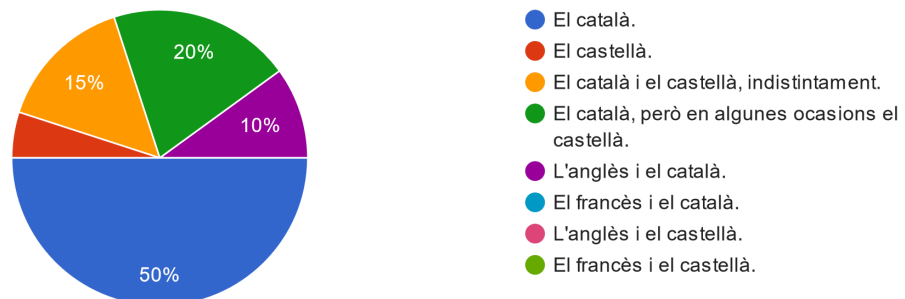 20%
15%
10%
50%
El català.
El castellà.
El català i el castellà, indistintament.
El català, però en algunes ocasions el
castellà.
L'anglès i el català.
El francès i el català.
L'anglès i el castellà.
El francès i el castellà.